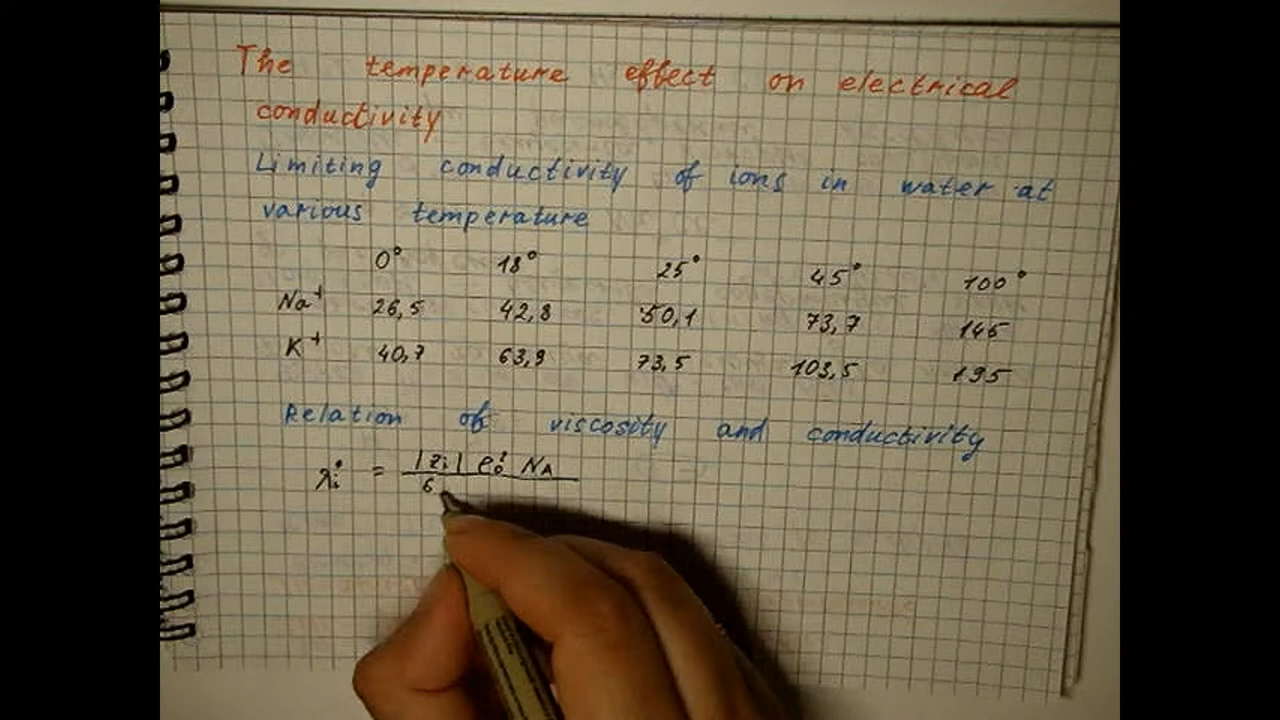 The temperature effect on electrical
conductivity
Limiting conductivity of ions in water at
various temperature
0° 18° 25° 45° 100°
Na⁺ 26,5 42,8 50,1 73,7 145
K⁺ 40,7 63,9 73,5 103,5 195
Relation of viscosity and conductivity
λᵢ° = |zᵢ| e₀² N_A
6